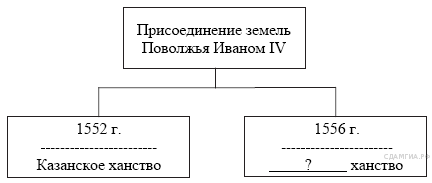 Присоединение земель
Поволжья Иваном IV
1552 г.
-------------------------
Казанское ханство
1556 г.
------------------------
______?______ ханство
СДАМГИА.РФ